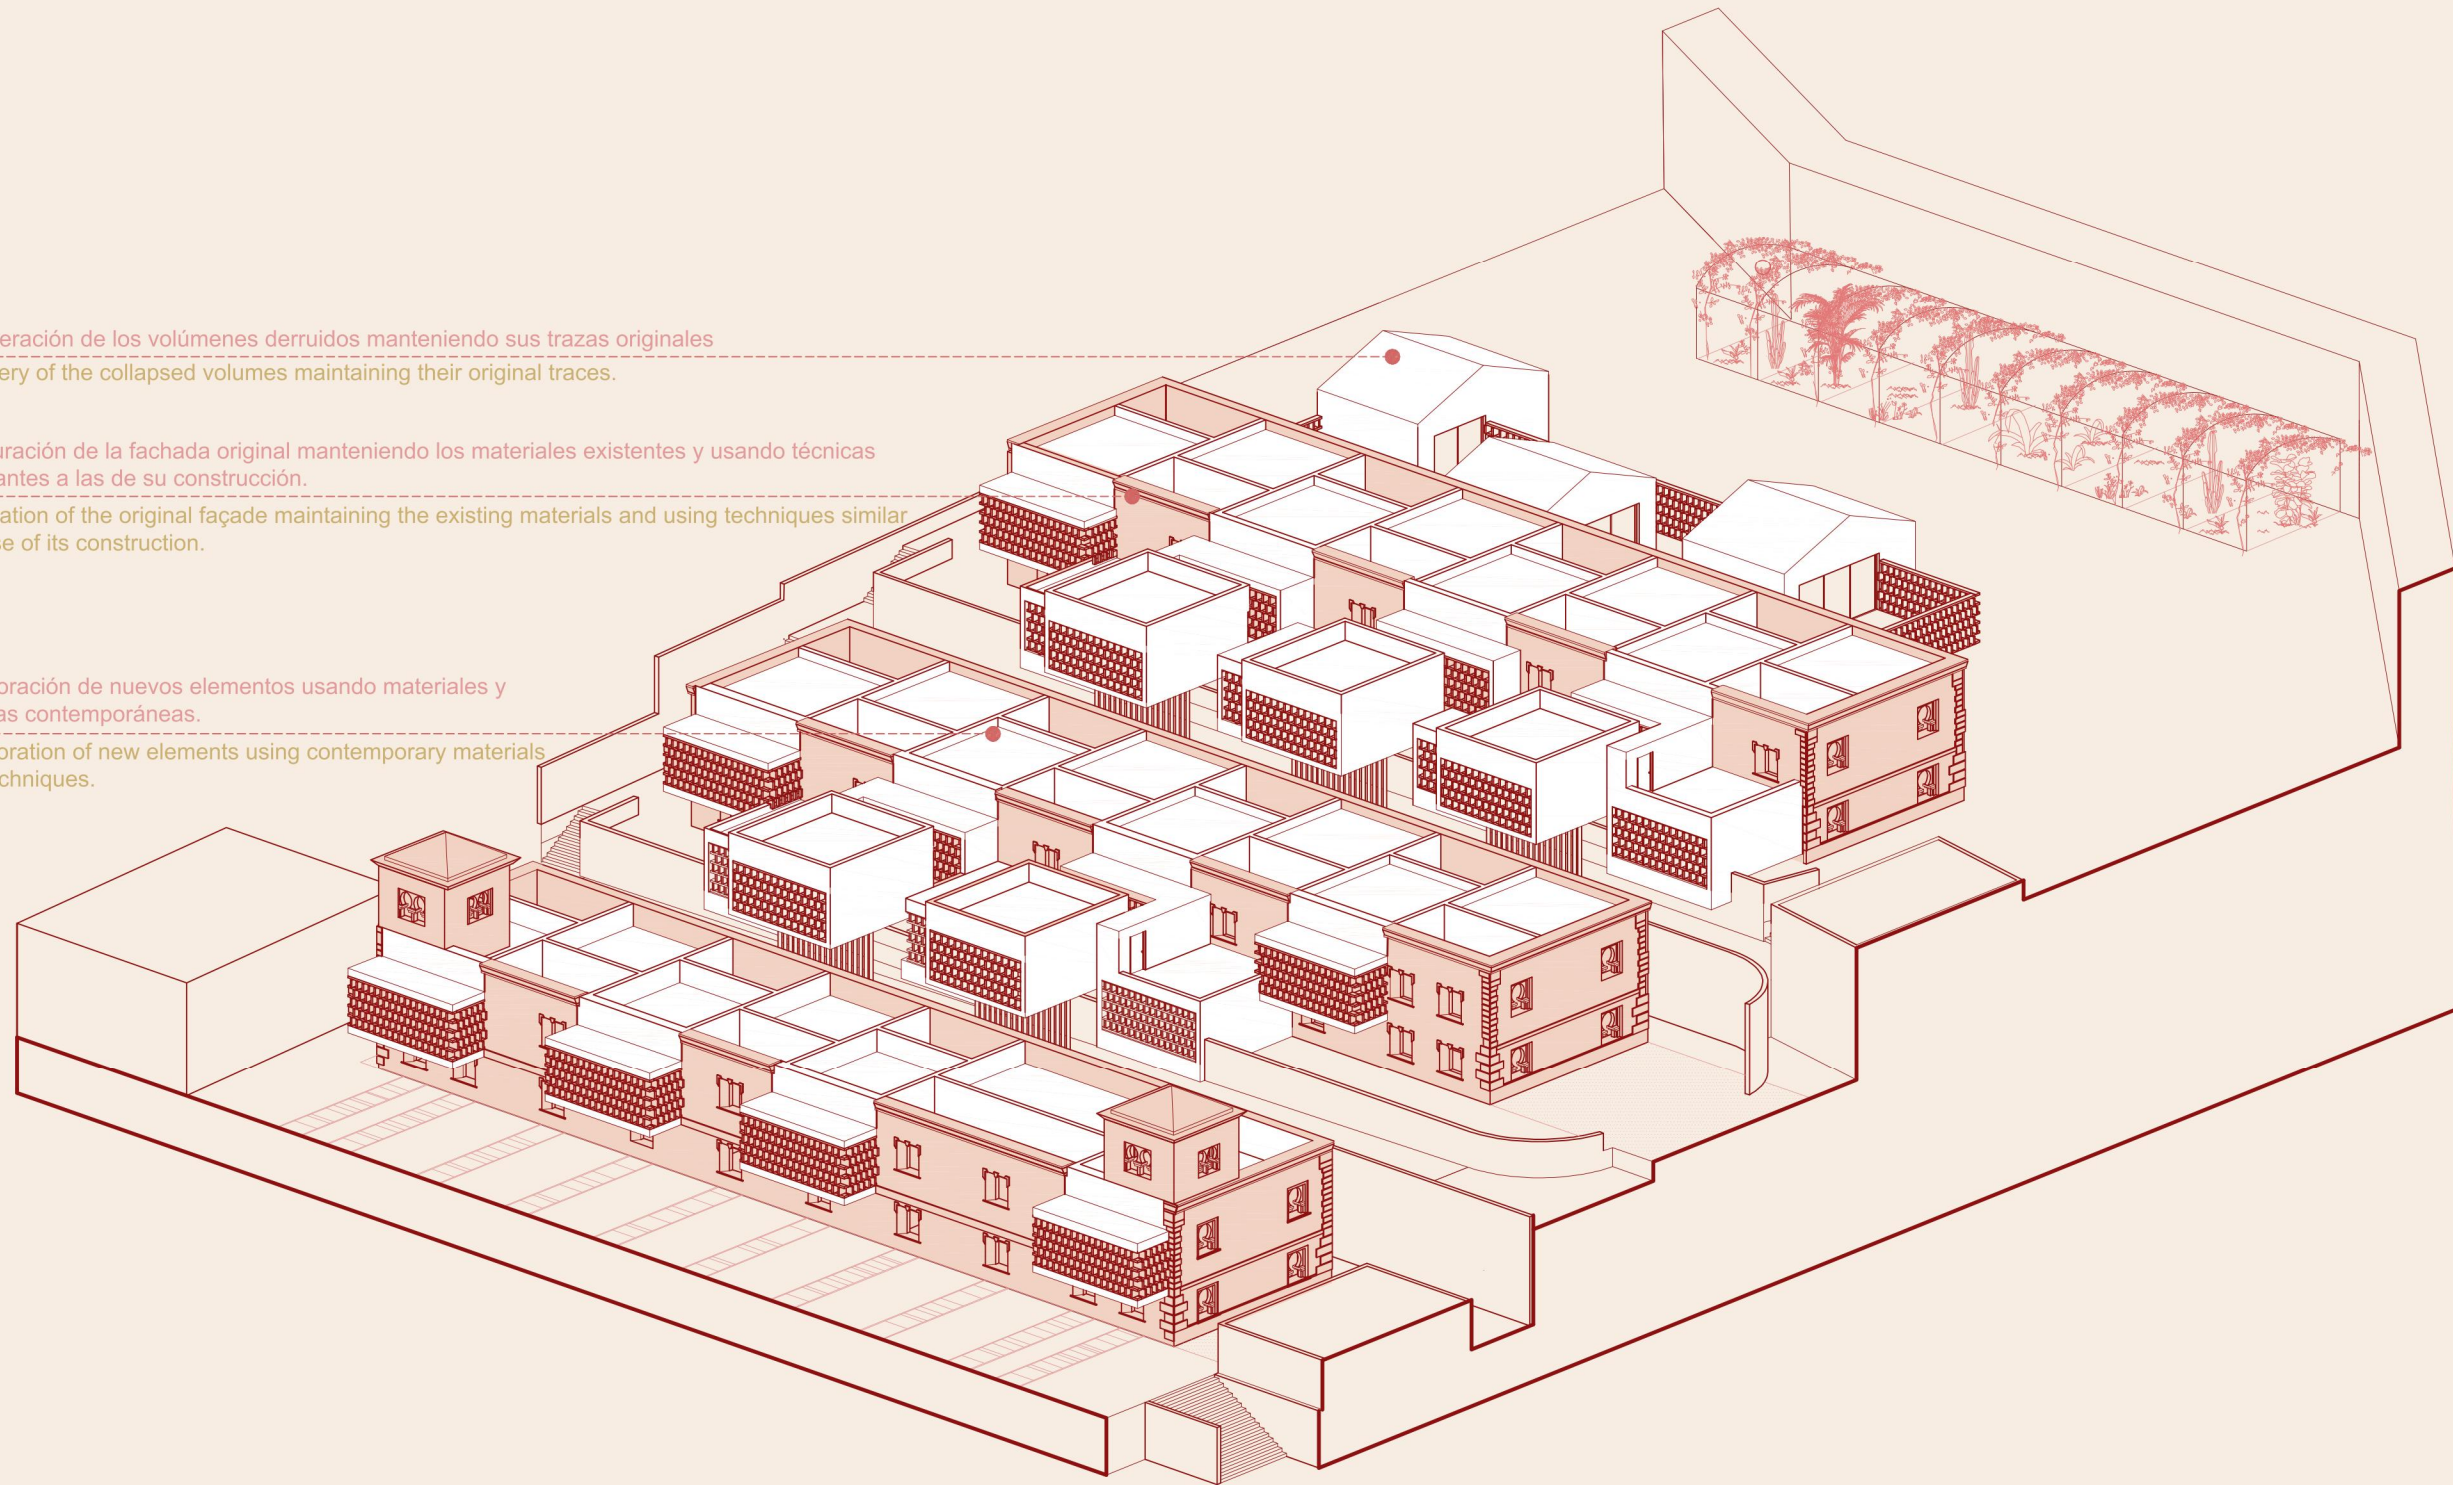 eración de los volúmenes derruidos manteniendo sus trazas originales
ery of the collapsed volumes maintaining their original traces.
uración de la fachada original manteniendo los materiales existentes y usando técnicas
antes a las de su construcción.
ation of the original façade maintaining the existing materials and using techniques similar
se of its construction.
oración de nuevos elementos usando materiales y
as contemporáneas.
oration of new elements using contemporary materials
chniques.